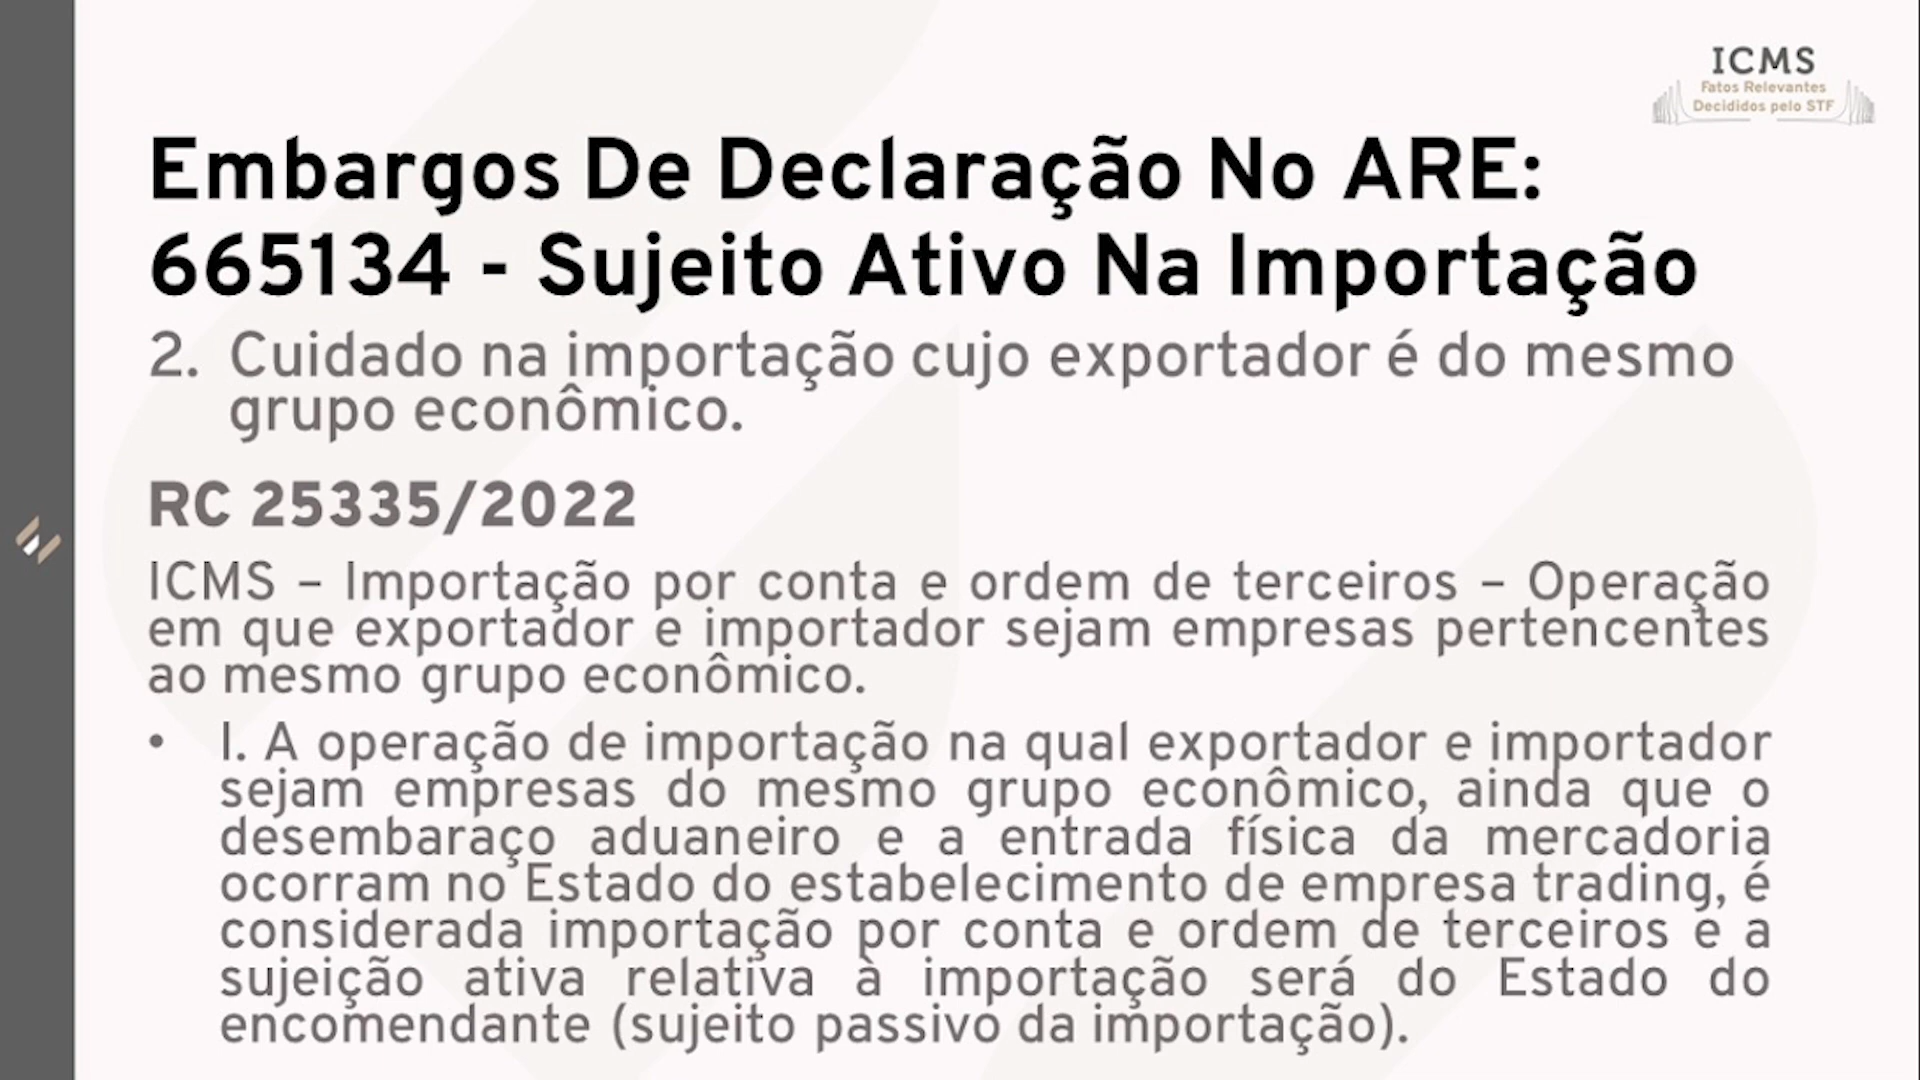 ICMS
Fatos Relevantes
Decididos pelo STF
Embargos De Declaração No ARE:
665134 - Sujeito Ativo Na Importação
2. Cuidado na importação cujo exportador é do mesmo
grupo econômico.
RC 25335/2022
ICMS – Importação por conta e ordem de terceiros – Operação
em que exportador e importador sejam empresas pertencentes
ao mesmo grupo econômico.
• I. A operação de importação na qual exportador e importador
sejam empresas do mesmo grupo econômico, ainda que o
desembaraço aduaneiro e a entrada física da mercadoria
ocorram no Estado do estabelecimento de empresa trading, é
considerada importação por conta e ordem de terceiros e a
sujeição ativa relativa à importação será do Estado do
encomendante (sujeito passivo da importação).